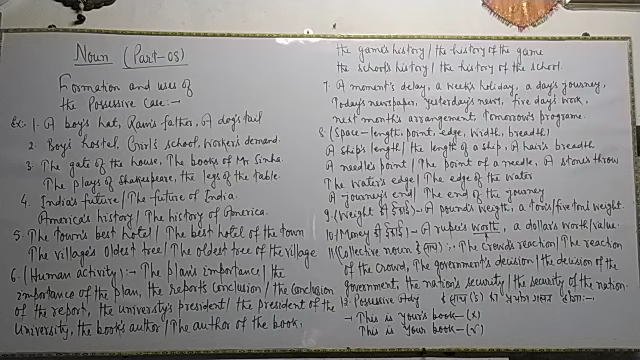 Noun (Part-05)
Formation and uses of
the Possessive case:-
Ex:- 1. A boy's hat, Ram's father, A dog's tail
2. Boys' hostel, Girls' school, Worker's demand.
3. The gate of the house, The books of Mr Sinha.
The plays of Shakespeare, the legs of the table.
4. India's future / The future of India.
America's history / The history of America.
5. The town's best hotel / The best hotel of the town
The village's oldest tree / The oldest tree of the village
6. (Human activity):- The plan's importance / the
importance of the plan, the report's conclusion / the conclusion
of the report, the university's president / the president of the
university, the book's author / The author of the book.
the game's history / the history of the game
the school's history / the history of the school.
7. A moment's delay, a week's holiday, a day's journey,
Today's newspaper, yesterday's news, five day's work,
next month's arrangement, Tomorrow's programe.
8. (Space - length, point, edge, width, breadth)
A ship's length / the length of a ship, A hair's breadth
A needle's point / The point of a needle, A stone's throw
The water's edge / The edge of the water
A journey's end / The end of the journey
9. (Weight में) - A pound's weigth, a ton's / five tons' weight.
10. (Money में) - A rupee's worth, a dollar's worth / value.
11. (Collective noun के साथ):- The crowd's reaction / The reaction
of the crowd, The government's decision / the decision of the
government, the nation's security / the security of the nation.
12. Possessive Adj के साथ ('s) का प्रयोग गलत होगा:-
→ This is your's book - (x)
This is your book - (✓)